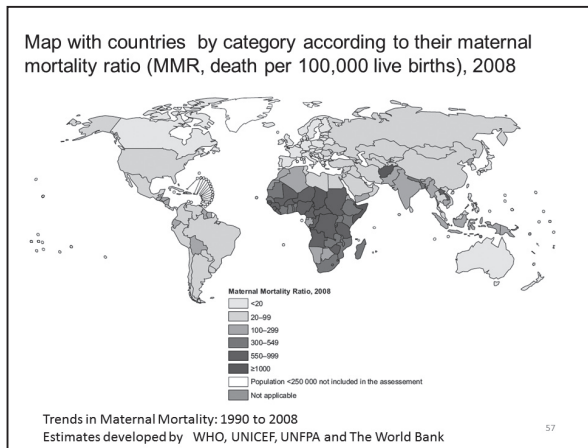 Map with countries by category according to their maternal
mortality ratio (MMR, death per 100,000 live births), 2008
Maternal Mortality Ratio, 2008
<20
20–99
100–299
300–549
550–999
≥1000
Population <250 000 not included in the assessement
Not applicable
Trends in Maternal Mortality: 1990 to 2008
Estimates developed by WHO, UNICEF, UNFPA and The World Bank
57